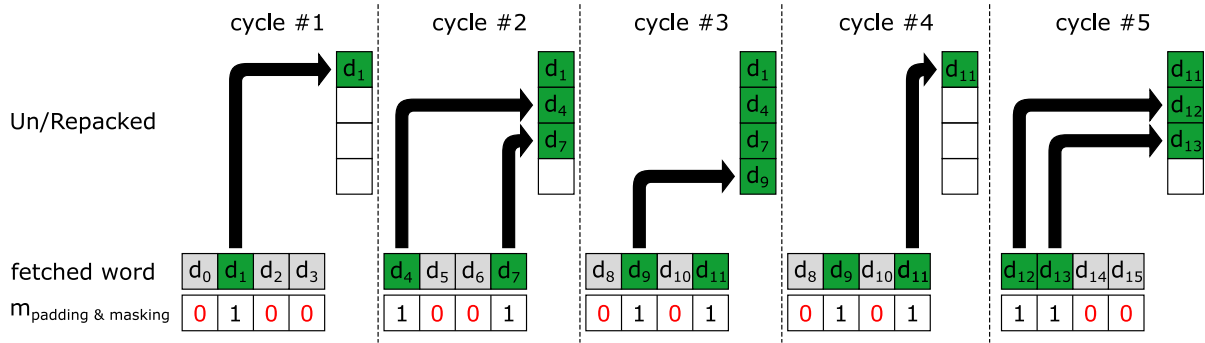 cycle #1 cycle #2 cycle #3 cycle #4 cycle #5
d1 d1 d1 d11 d11
d4 d4 d12
Un/Repacked d7 d7 d13
d9
fetched word d0 d1 d2 d3 d4 d5 d6 d7 d8 d9 d10 d11 d8 d9 d10 d11 d12 d13 d14 d15
mpadding & masking 0 1 0 0 1 0 0 1 0 1 0 1 0 1 0 1 1 1 0 0